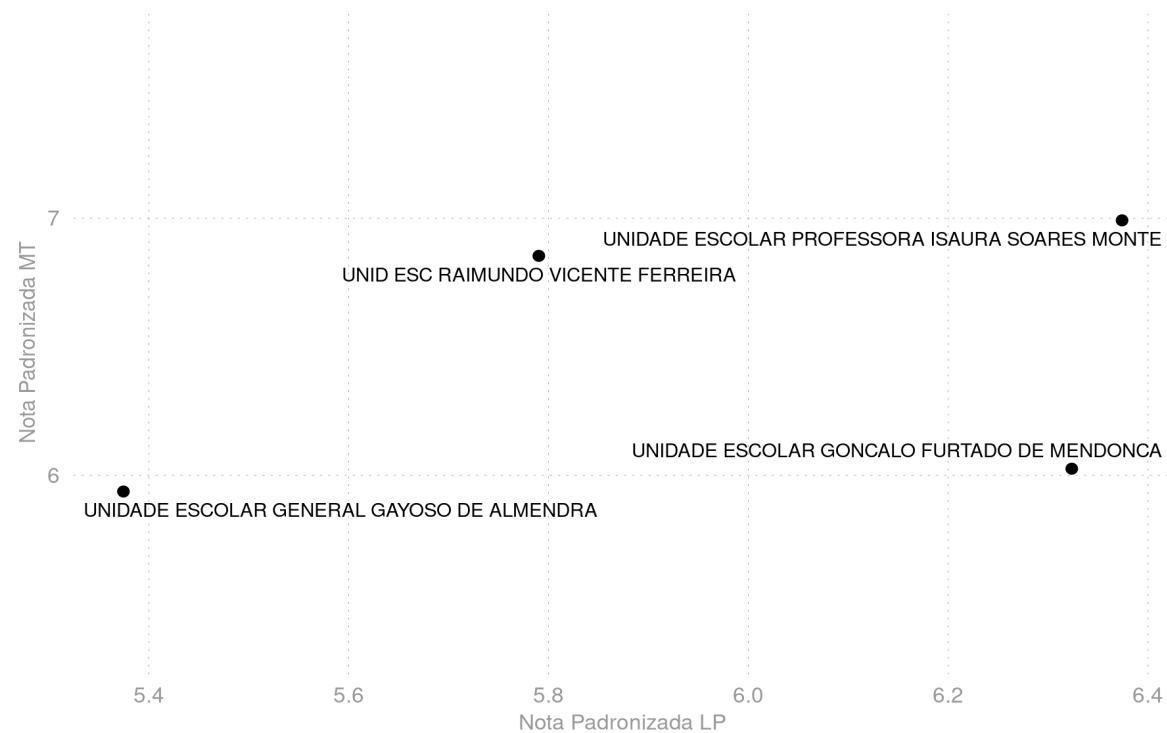 7
UNIDADE ESCOLAR PROFESSORA ISAURA SOARES MONTE
UNID ESC RAIMUNDO VICENTE FERREIRA
Nota Padronizada MT
UNIDADE ESCOLAR GONCALO FURTADO DE MENDONCA
6
UNIDADE ESCOLAR GENERAL GAYOSO DE ALMENDRA
5.4 5.6 5.8 6.0 6.2 6.4
Nota Padronizada LP